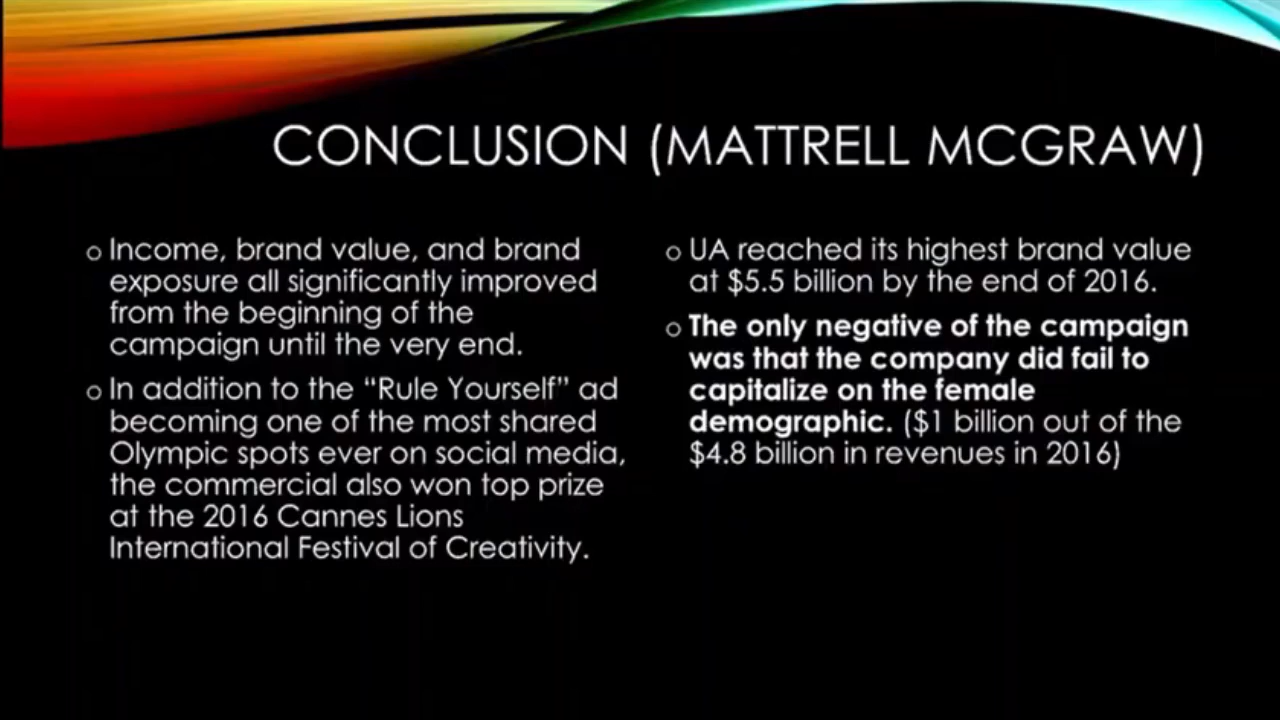 CONCLUSION (MATTRELL MCGRAW)
o Income, brand value, and brand
exposure all significantly improved
from the beginning of the
campaign until the very end.
o In addition to the “Rule Yourself” ad
becoming one of the most shared
Olympic spots ever on social media,
the commercial also won top prize
at the 2016 Cannes Lions
International Festival of Creativity.
o UA reached its highest brand value
at $5.5 billion by the end of 2016.
o The only negative of the campaign
was that the company did fail to
capitalize on the female
demographic. ($1 billion out of the
$4.8 billion in revenues in 2016)